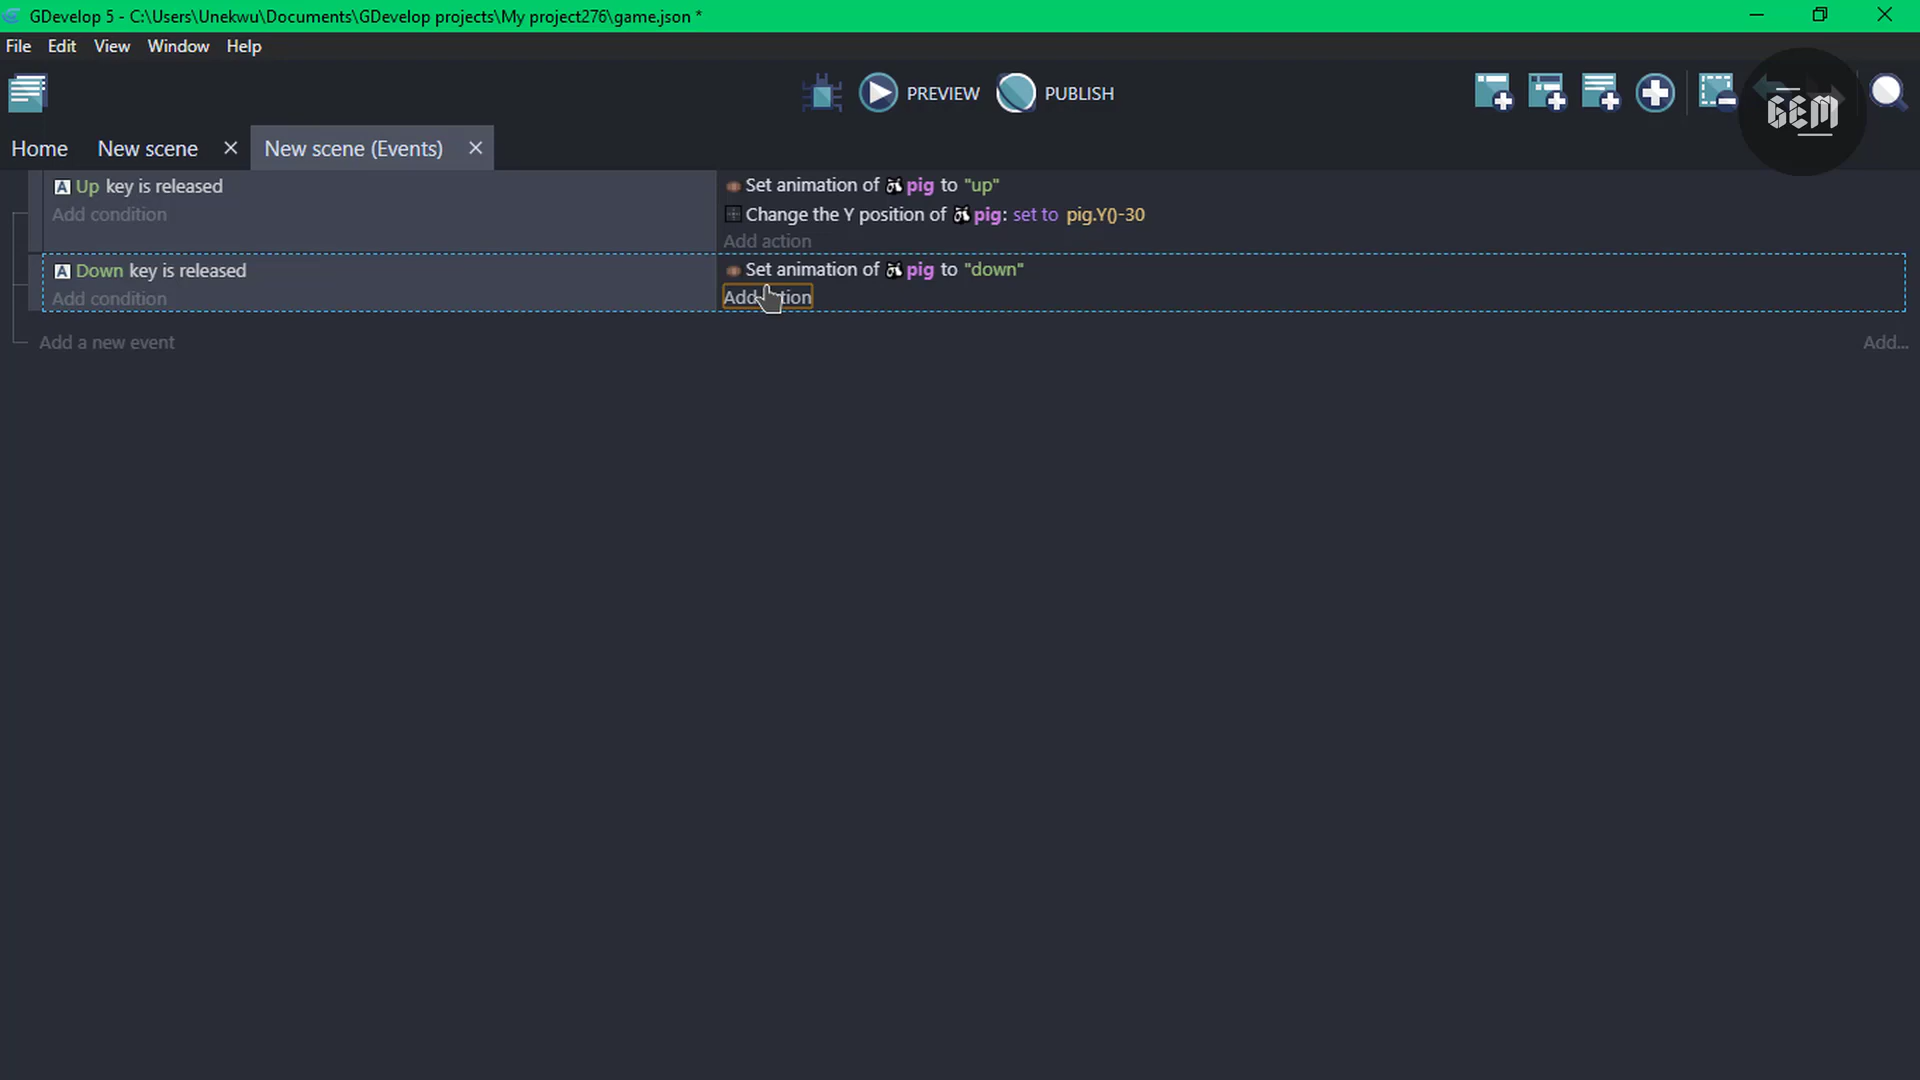 GDevelop 5 - C:\Users\Unekwu\Documents\GDevelop projects\My project276\game.json *
File Edit View Window Help
PREVIEW PUBLISH
GEM
Home New scene New scene (Events)
Up key is released
Set animation of pig to "up"
Add condition
Change the Y position of pig: set to pig.Y()-30
Add action
Down key is released
Set animation of pig to "down"
Add condition
Add action
Add a new event
Add...